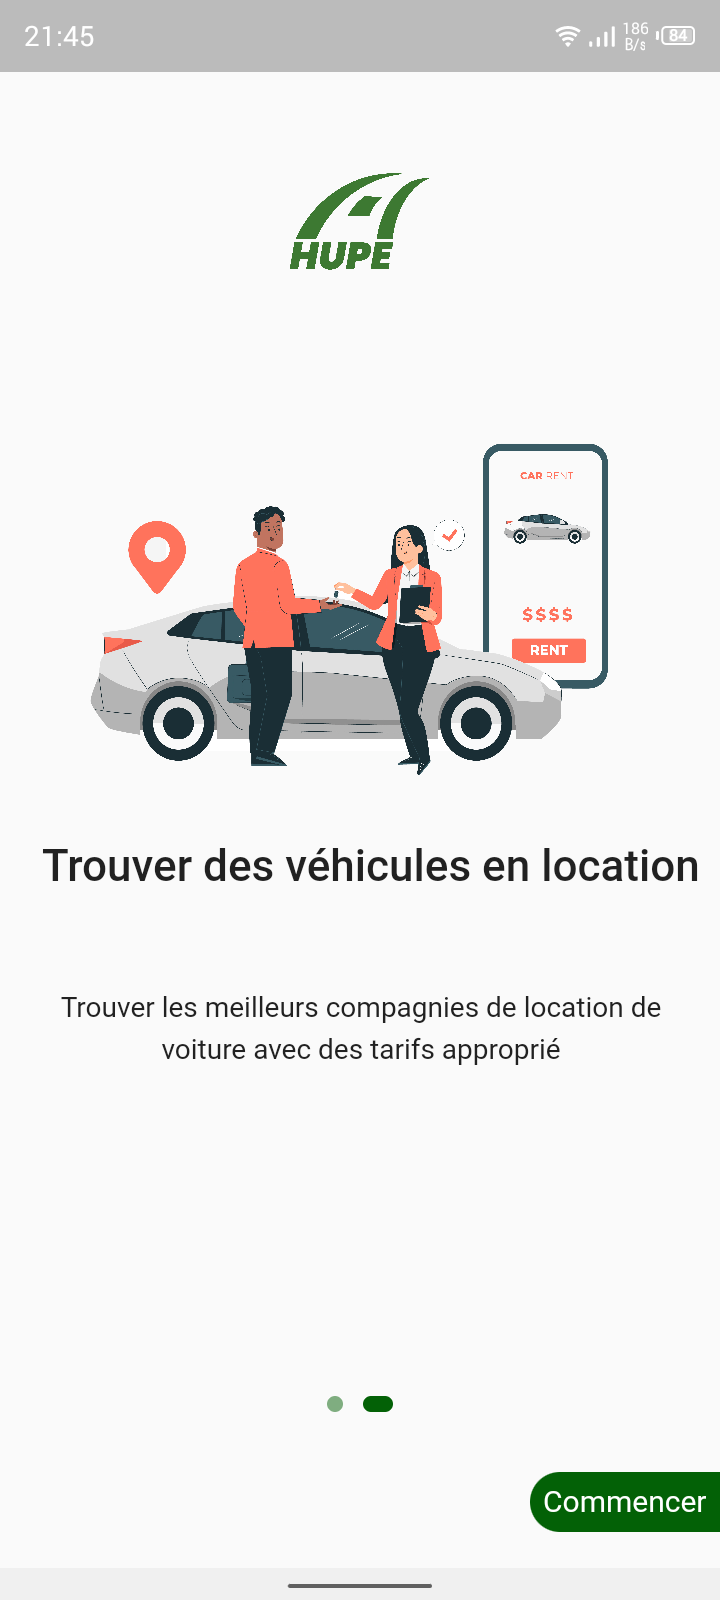 21:45
186
B/s
84
HUPE
CAR RENT
$$$$
RENT
Trouver des véhicules en location
Trouver les meilleurs compagnies de location de
voiture avec des tarifs approprié
Commencer